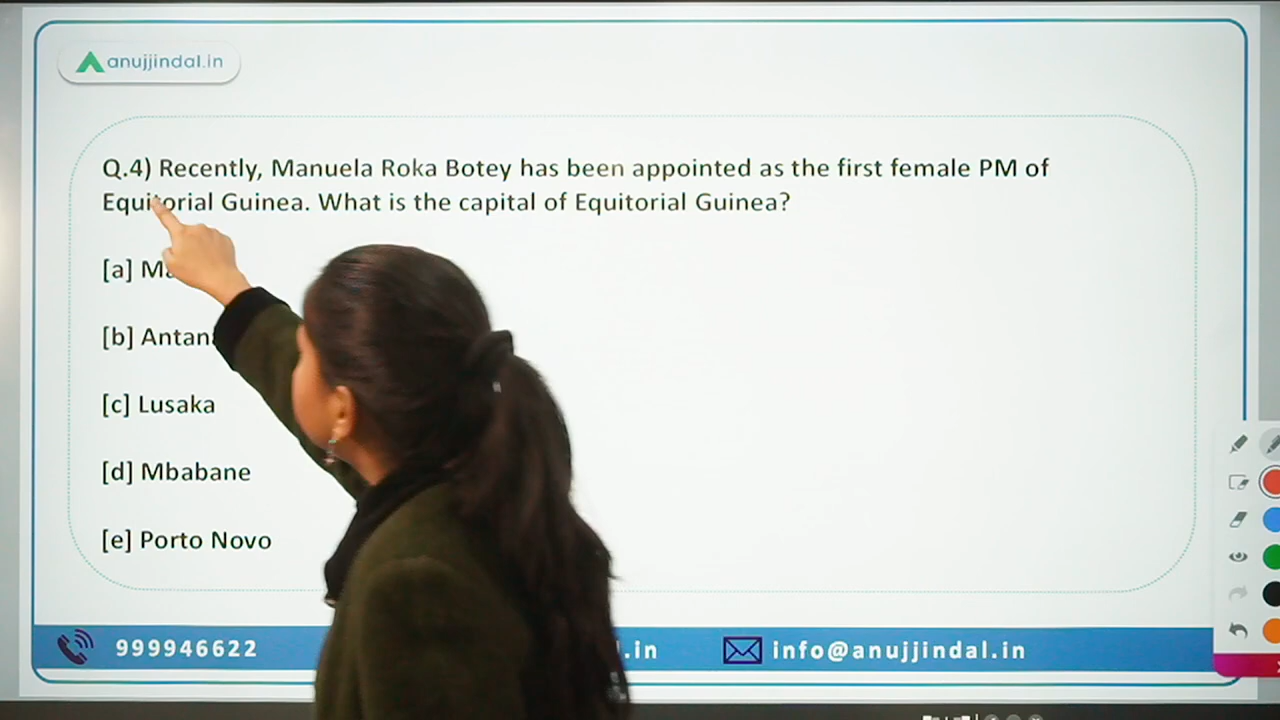 anujjindal.in
Q.4) Recently, Manuela Roka Botey has been appointed as the first female PM of
Equitorial Guinea. What is the capital of Equitorial Guinea?
[a]
[b]
[c] Lusaka
[d] Mbabane
[e] Porto Novo
999946622
.in
info@anujjindal.in